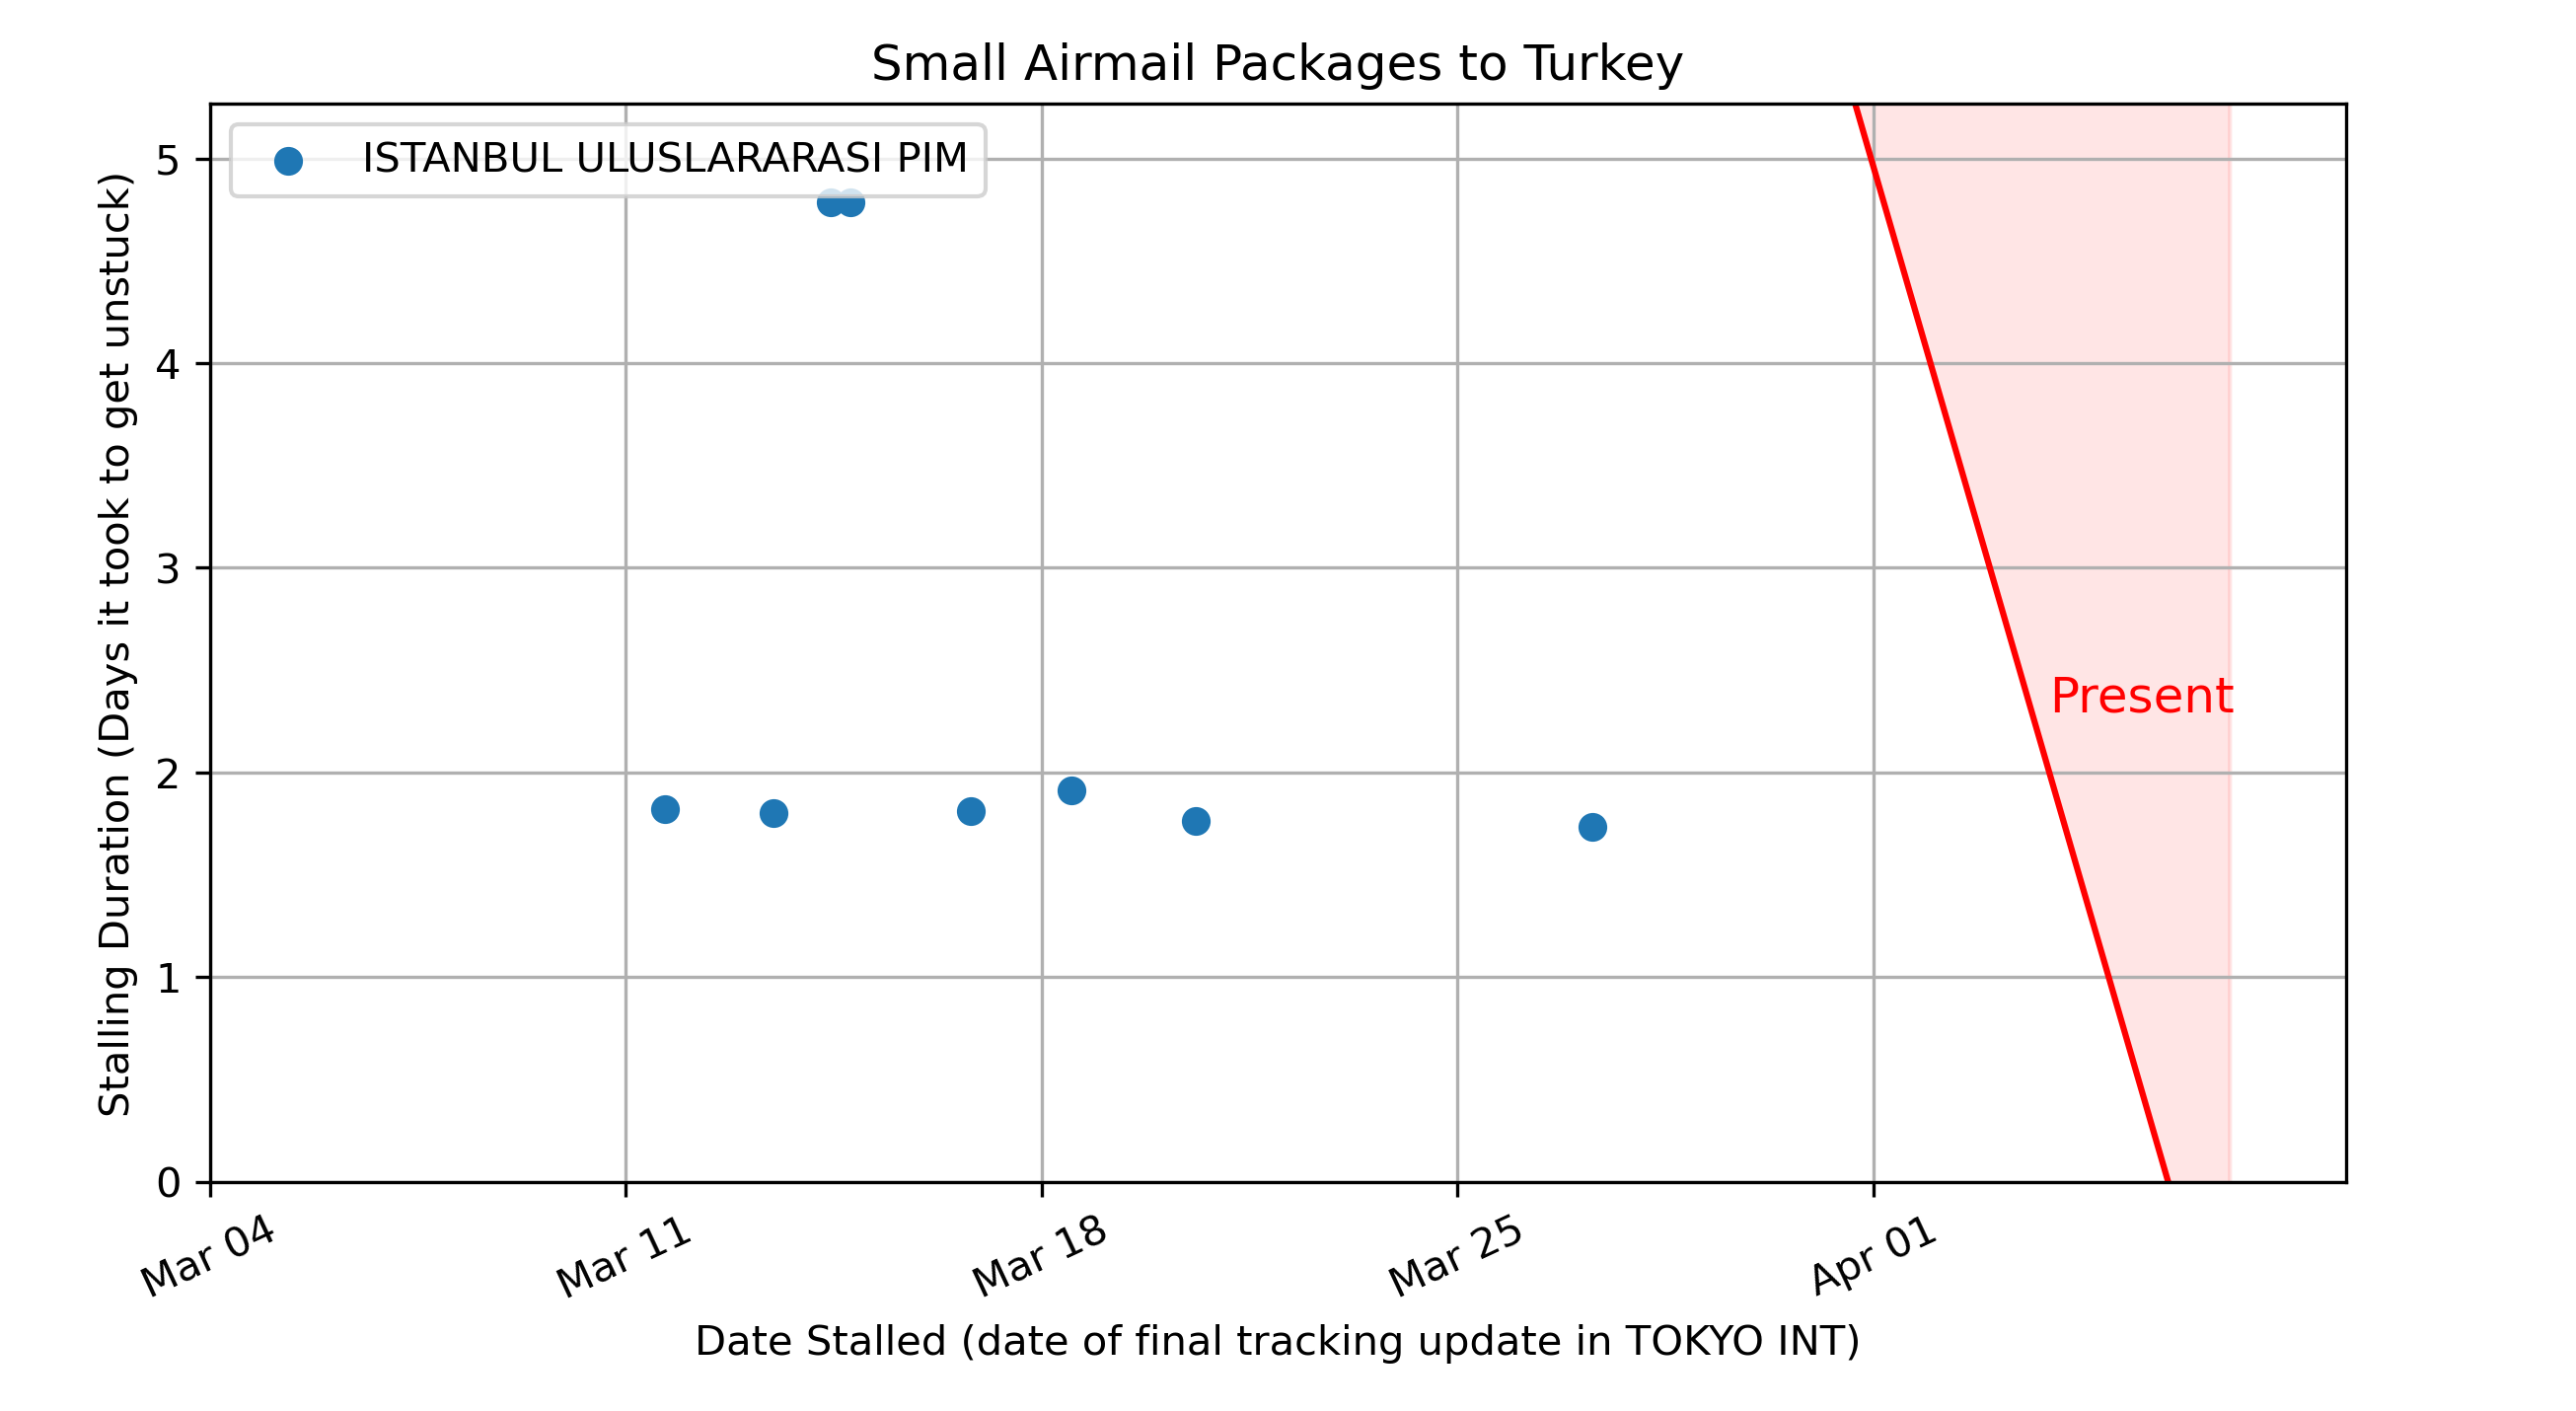 Small Airmail Packages to Turkey
ISTANBUL ULUSLARARASI PIM
Stalling Duration (Days it took to get unstuck)
5
4
3
2
1
0
Present
Mar 04
Mar 11
Mar 18
Mar 25
Apr 01
Date Stalled (date of final tracking update in TOKYO INT)